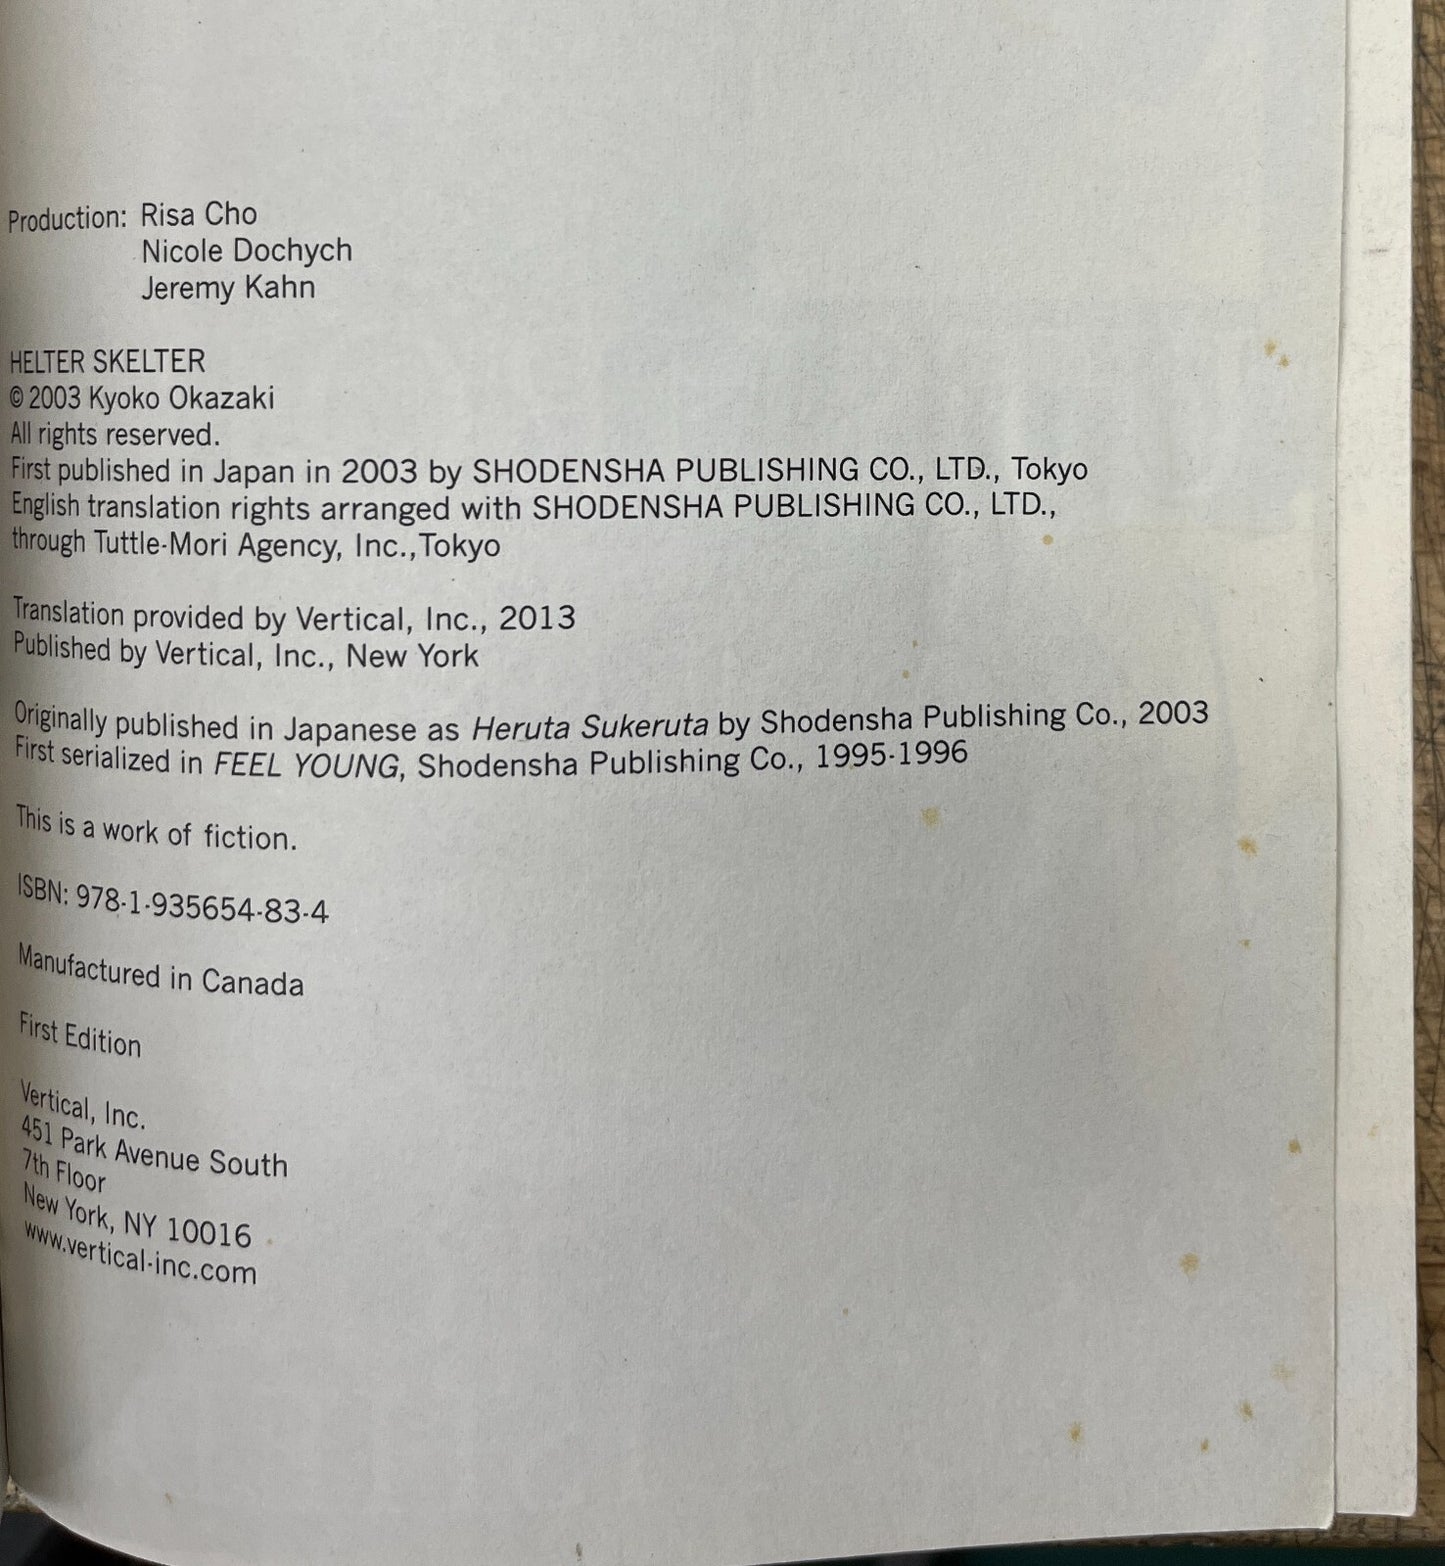 Production: Risa Cho
Nicole Dochych
Jeremy Kahn
HELTER SKELTER
© 2003 Kyoko Okazaki
All rights reserved.
First published in Japan in 2003 by SHODENSHA PUBLISHING CO., LTD., Tokyo
English translation rights arranged with SHODENSHA PUBLISHING CO., LTD.,
through Tuttle-Mori Agency, Inc., Tokyo
Translation provided by Vertical, Inc., 2013
Published by Vertical, Inc., New York
Originally published in Japanese as Heruta Sukeruta by Shodensha Publishing Co., 2003
First serialized in FEEL YOUNG, Shodensha Publishing Co., 1995-1996
This is a work of fiction.
ISBN: 978-1-935654-83-4
Manufactured in Canada
First Edition
Vertical, Inc.
451 Park Avenue South
7th Floor
New York, NY 10016
www.vertical-inc.com